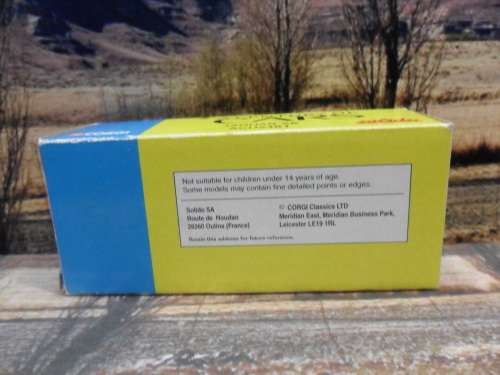 CORGI
Not suitable for children under 14 years of age.
Some models may contain fine detailed points or edges.
Solido SA
Route de Houdan
28260 Oulins (France)
© CORGI Classics LTD
Meridian East, Meridian Business Park,
Leicester LE19 1RL
Retain this address for future reference.